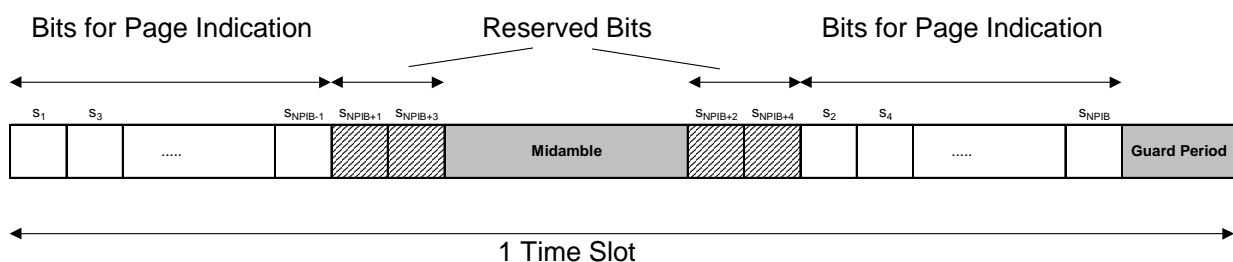 Bits for Page Indication Reserved Bits Bits for Page Indication
s1 s3 sNPIB-1 sNPIB+1 sNPIB+3 sNPIB+2 sNPIB+4 s2 s4 sNPIB
..... Midamble ..... Guard Period
1 Time Slot